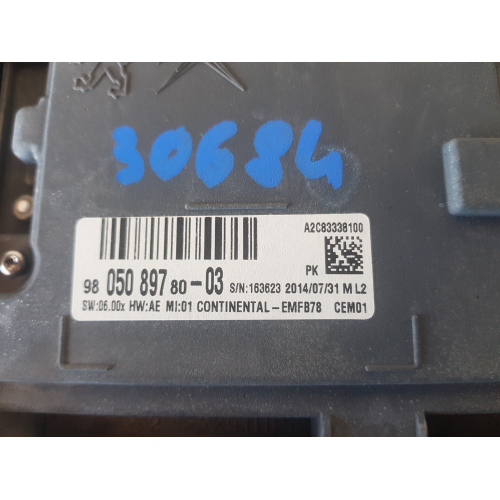 30684
A2C83338100
PK
98 050 897 80-03 S/N:163623 2014/07/31 M L2
SW:06.00x HW:AE MI:01 CONTINENTAL-EMFB78 CEM01